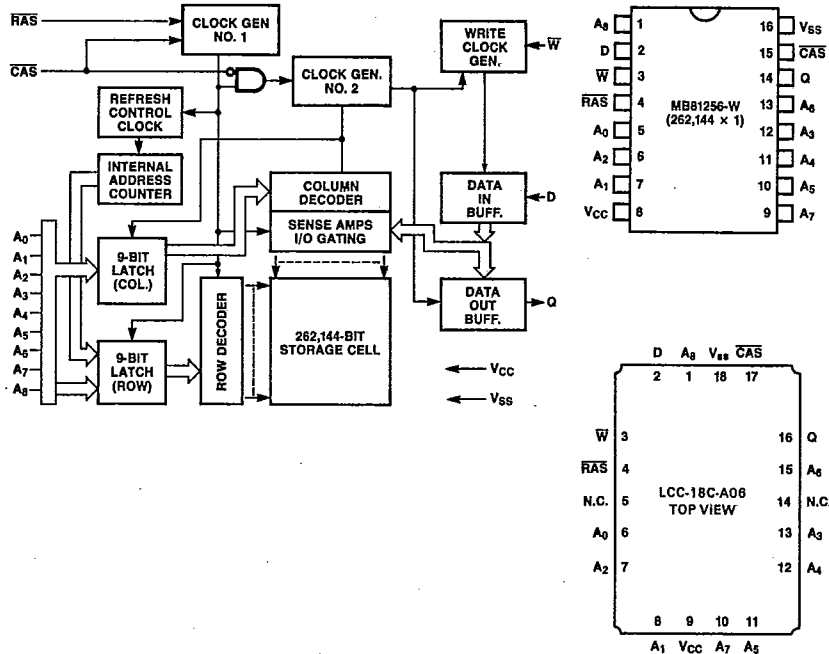 R̅A̅S̅
CLOCK GEN
NO. 1
C̅A̅S̅
CLOCK GEN.
NO. 2
WRITE
CLOCK
GEN.
W̅
REFRESH
CONTROL
CLOCK
INTERNAL
ADDRESS
COUNTER
COLUMN
DECODER
SENSE AMPS
I/O GATING
DATA
IN
BUFF.
D
A₀
A₁
A₂
A₃
A₄
A₅
A₆
A₇
A₈
9-BIT
LATCH
(COL.)
9-BIT
LATCH
(ROW)
ROW DECODER
262,144-BIT
STORAGE CELL
DATA
OUT
BUFF.
Q
VCC
VSS
A₈ 1 16 VSS
D 2 15 C̅A̅S̅
W̅ 3 14 Q
R̅A̅S̅ 4 13 A₆
A₀ 5 12 A₃
A₂ 6 11 A₄
A₁ 7 10 A₅
VCC 8 9 A₇
MB81256-W
(262,144 × 1)
D A₈ Vss C̅A̅S̅
2 1 18 17
W̅ 3 16 Q
R̅A̅S̅ 4 15 A₆
N.C. 5 14 N.C.
A₀ 6 13 A₃
A₂ 7 12 A₄
LCC-18C-A06
TOP VIEW
8 9 10 11
A₁ VCC A₇ A₅